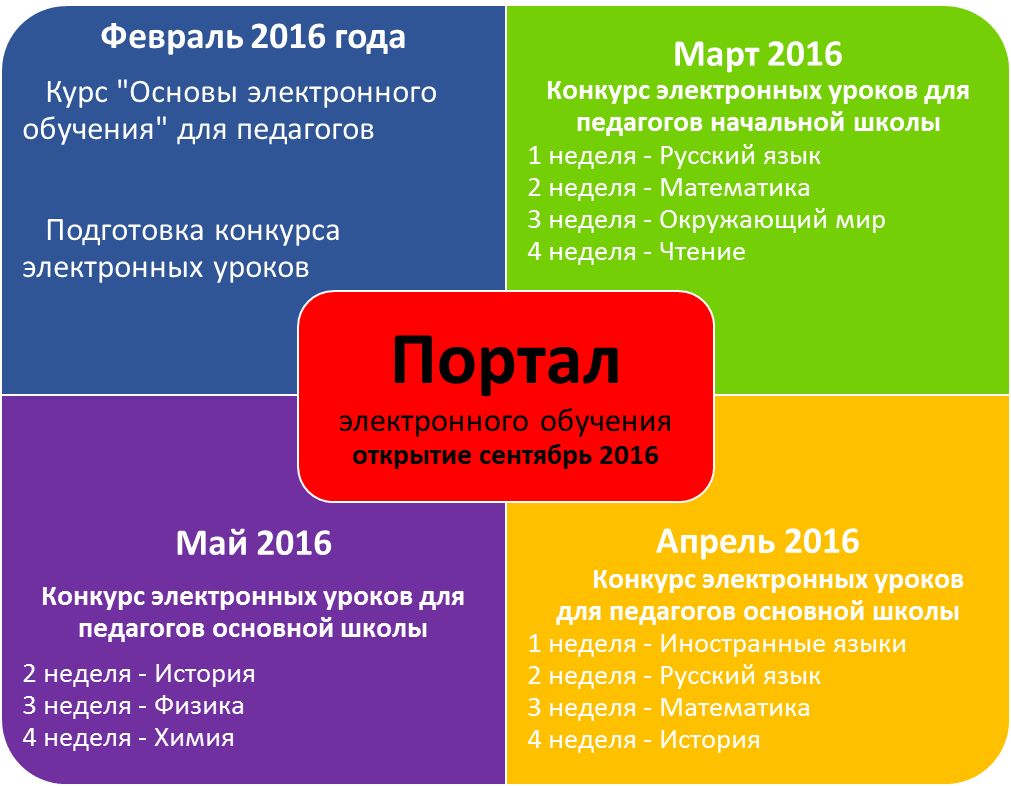 Февраль 2016 года
Курс "Основы электронного
обучения" для педагогов
Подготовка конкурса
электронных уроков
Март 2016
Конкурс электронных уроков для
педагогов начальной школы
1 неделя - Русский язык
2 неделя - Математика
3 неделя - Окружающий мир
4 неделя - Чтение
Портал
электронного обучения
открытие сентябрь 2016
Май 2016
Конкурс электронных уроков для
педагогов основной школы
2 неделя - История
3 неделя - Физика
4 неделя - Химия
Апрель 2016
Конкурс электронных уроков
для педагогов основной школы
1 неделя - Иностранные языки
2 неделя - Русский язык
3 неделя - Математика
4 неделя - История